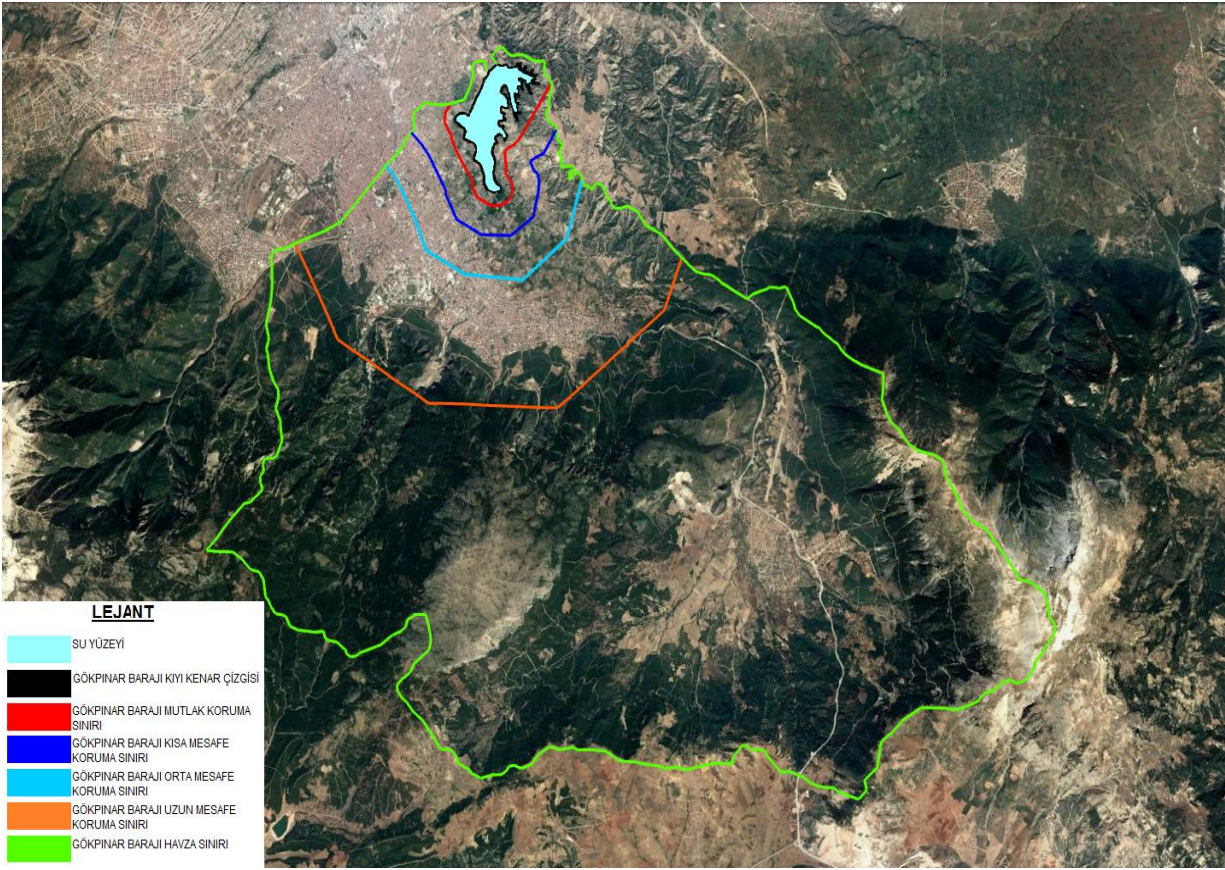 LEJANT
SU YÜZEYİ
GÖKPINAR BARAJI KIYI KENAR ÇİZGİSİ
GÖKPINAR BARAJI MUTLAK KORUMA
SINIRI
GÖKPINAR BARAJI KISA MESAFE
KORUMA SINIRI
GÖKPINAR BARAJI ORTA MESAFE
KORUMA SINIRI
GÖKPINAR BARAJI UZUN MESAFE
KORUMA SINIRI
GÖKPINAR BARAJI HAVZA SINIRI